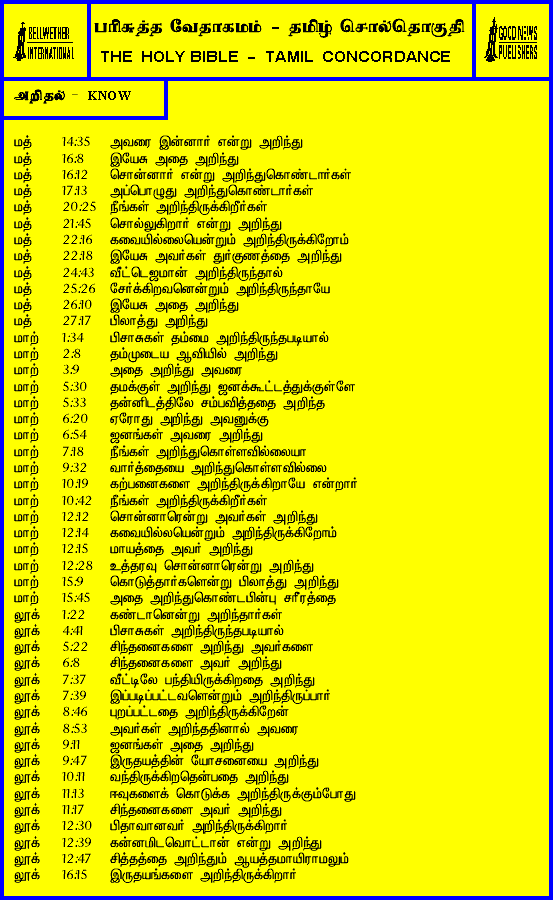 BELLWETHER
INTERNATIONAL
பரிசுத்த வேதாகமம் - தமிழ் சொல்தொகுதி
THE HOLY BIBLE - TAMIL CONCORDANCE
GOOD NEWS
PUBLISHERS
அறிதல் - KNOW
மத் 14:35 அவரை இன்னார் என்று அறிந்து
மத் 16:8 இயேசு அதை அறிந்து
மத் 16:12 சொன்னார் என்று அறிந்துகொண்டார்கள்
மத் 17:13 அப்பொழுது அறிந்துகொண்டார்கள்
மத் 20:25 நீங்கள் அறிந்திருக்கிறீர்கள்
மத் 21:45 சொல்லுகிறார் என்று அறிந்து
மத் 22:16 கவையில்லையென்றும் அறிந்திருக்கிறோம்
மத் 22:18 இயேசு அவர்கள் துர்குணத்தை அறிந்து
மத் 24:43 வீட்டெஜமான் அறிந்திருந்தால்
மத் 25:26 சேர்க்கிறவனென்றும் அறிந்திருந்தாயே
மத் 26:10 இயேசு அதை அறிந்து
மத் 27:17 பிலாத்து அறிந்து
மாற் 1:34 பிசாசுகள் தம்மை அறிந்திருந்தபடியால்
மாற் 2:8 தம்முடைய ஆவியில் அறிந்து
மாற் 3:9 அதை அறிந்து அவரை
மாற் 5:30 தமக்குள் அறிந்து ஜனக்கூட்டத்துக்குள்ளே
மாற் 5:33 தன்னிடத்திலே சம்பவித்ததை அறிந்த
மாற் 6:20 ஏரோது அறிந்து அவனுக்கு
மாற் 6:54 ஜனங்கள் அவரை அறிந்து
மாற் 7:18 நீங்கள் அறிந்துகொள்ளவில்லையா
மாற் 9:32 வார்த்தையை அறிந்துகொள்ளவில்லை
மாற் 10:19 கற்பனைகளை அறிந்திருக்கிறாயே என்றார்
மாற் 10:42 நீங்கள் அறிந்திருக்கிறீர்கள்
மாற் 12:12 சொன்னாரென்று அவர்கள் அறிந்து
மாற் 12:14 கவையில்லயென்றும் அறிந்திருக்கிறோம்
மாற் 12:15 மாயத்தை அவர் அறிந்து
மாற் 12:28 உத்தரவு சொன்னாரென்று அறிந்து
மாற் 15:9 கொடுத்தார்களென்று பிலாத்து அறிந்து
மாற் 15:45 அதை அறிந்துகொண்டபின்பு சரீரத்தை
லூக் 1:22 கண்டானென்று அறிந்தார்கள்
லூக் 4:41 பிசாசுகள் அறிந்திருந்தபடியால்
லூக் 5:22 சிந்தனைகளை அறிந்து அவர்களை
லூக் 6:8 சிந்தனைகளை அவர் அறிந்து
லூக் 7:37 வீட்டிலே பந்தியிருக்கிறதை அறிந்து
லூக் 7:39 இப்படிப்பட்டவளென்றும் அறிந்திருப்பார்
லூக் 8:46 புறப்பட்டதை அறிந்திருக்கிறேன்
லூக் 8:53 அவர்கள் அறிந்ததினால் அவரை
லூக் 9:11 ஜனங்கள் அதை அறிந்து
லூக் 9:47 இருதயத்தின் யோசனையை அறிந்து
லூக் 10:11 வந்திருக்கிறதென்பதை அறிந்து
லூக் 11:13 ஈவுகளைக் கொடுக்க அறிந்திருக்கும்போது
லூக் 11:17 சிந்தனைகளை அவர் அறிந்து
லூக் 12:30 பிதாவானவர் அறிந்திருக்கிறார்
லூக் 12:39 கன்னமிடவொட்டான் என்று அறிந்து
லூக் 12:47 சித்தத்தை அறிந்தும் ஆயத்தமாயிராமலும்
லூக் 16:15 இருதயங்களை அறிந்திருக்கிறார்